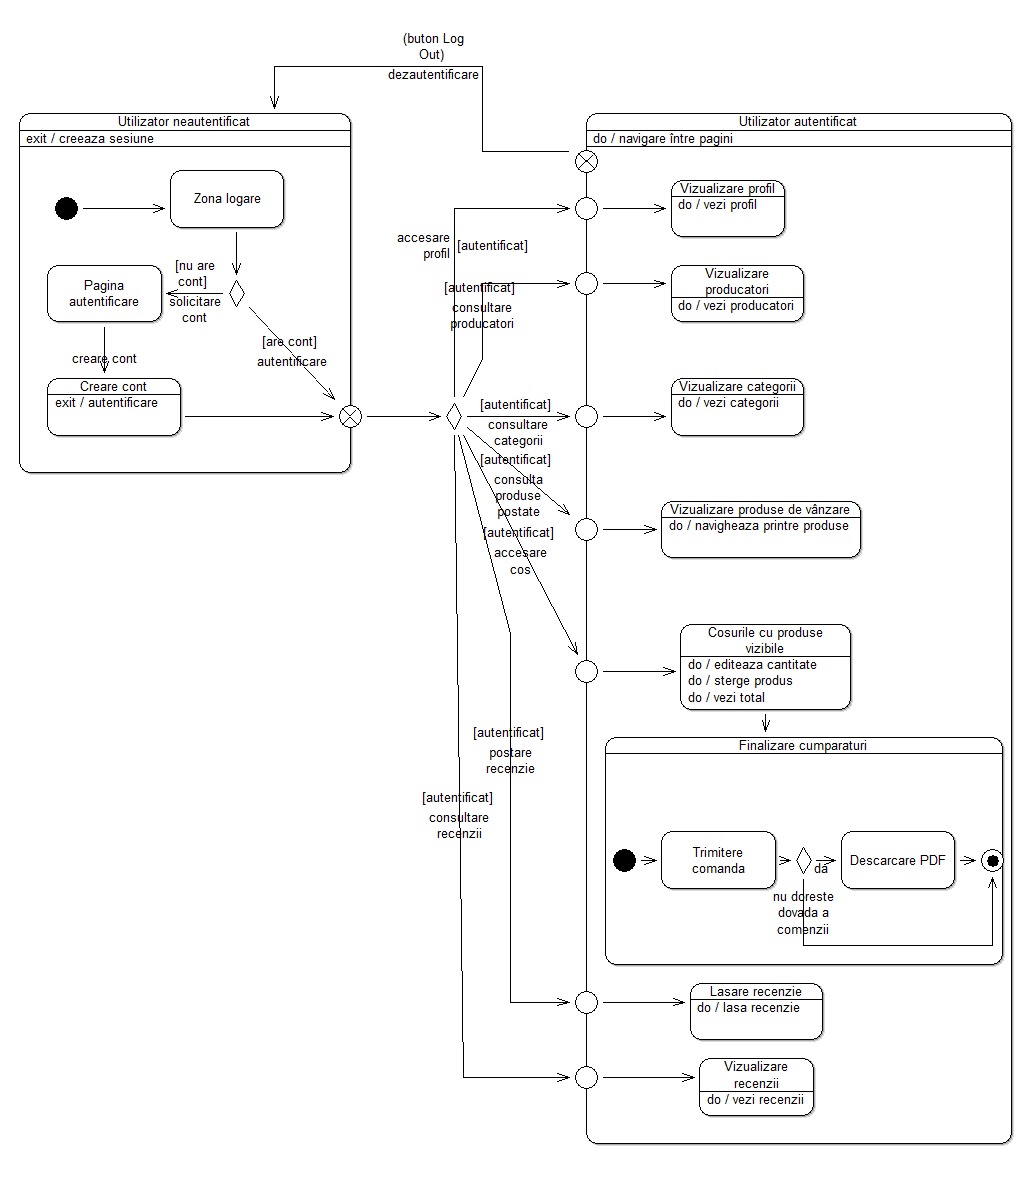 (buton Log
Out)
dezautentificare
Utilizator neautentificat
exit / creeaza sesiune
Zona logare
[nu are
cont]
solicitare
cont
Pagina
autentificare
[are cont]
autentificare
creare cont
Creare cont
exit / autentificare
Utilizator autentificat
do / navigare între pagini
accesare
profil
[autentificat]
Vizualizare profil
do / vezi profil
[autentificat]
consultare
producatori
Vizualizare
producatori
do / vezi producatori
[autentificat]
consultare
categorii
Vizualizare categorii
do / vezi categorii
[autentificat]
consulta
produse
postate
Vizualizare produse de vânzare
do / navigheaza printre produse
[autentificat]
accesare
cos
Cosurile cu produse
vizibile
do / editeaza cantitate
do / sterge produs
do / vezi total
Finalizare cumparaturi
Trimitere
comanda
da
Descarcare PDF
nu doreste
dovada a
comenzii
[autentificat]
postare
recenzie
[autentificat]
consultare
recenzii
Lasare recenzie
do / lasa recenzie
Vizualizare
recenzii
do / vezi recenzii